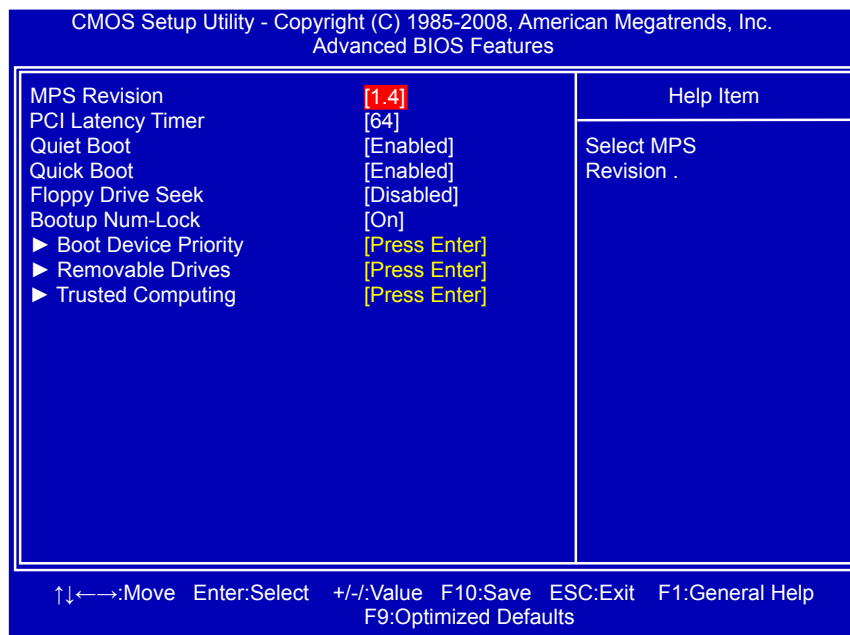 CMOS Setup Utility - Copyright (C) 1985-2008, American Megatrends, Inc.
Advanced BIOS Features
MPS Revision [1.4]
PCI Latency Timer [64]
Quiet Boot [Enabled]
Quick Boot [Enabled]
Floppy Drive Seek [Disabled]
Bootup Num-Lock [On]
► Boot Device Priority [Press Enter]
► Removable Drives [Press Enter]
► Trusted Computing [Press Enter]
Help Item
Select MPS
Revision .
↑↓←→:Move Enter:Select +/-/:Value F10:Save ESC:Exit F1:General Help
F9:Optimized Defaults